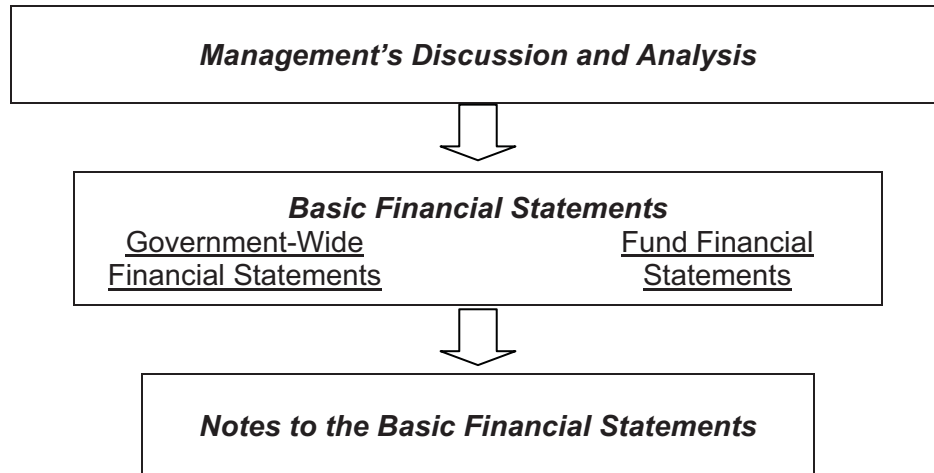 Management’s Discussion and Analysis
Basic Financial Statements
Government-Wide
Financial Statements
Fund Financial
Statements
Notes to the Basic Financial Statements